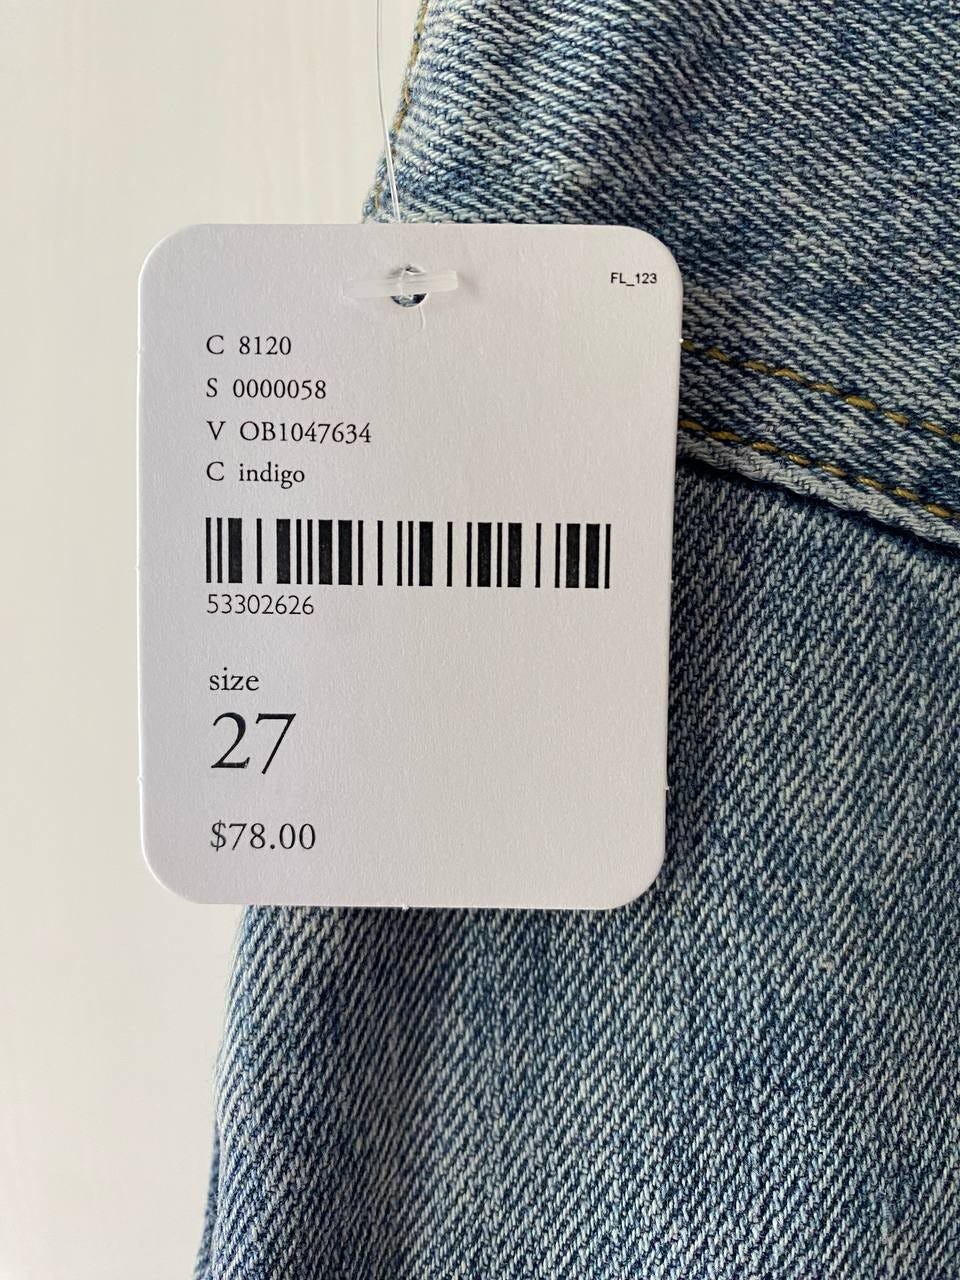 FL_123
C 8120
S 0000058
V OB1047634
C indigo
53302626
size
27
$78.00